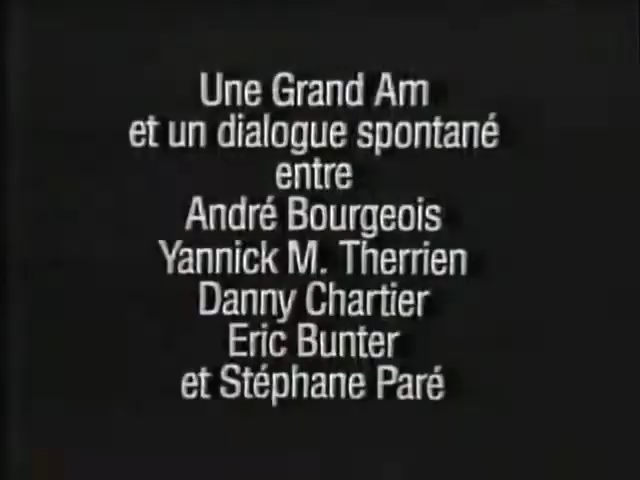 Une Grand Am
et un dialogue spontané
entre
André Bourgeois
Yannick M. Therrien
Danny Chartier
Eric Bunter
et Stéphane Paré